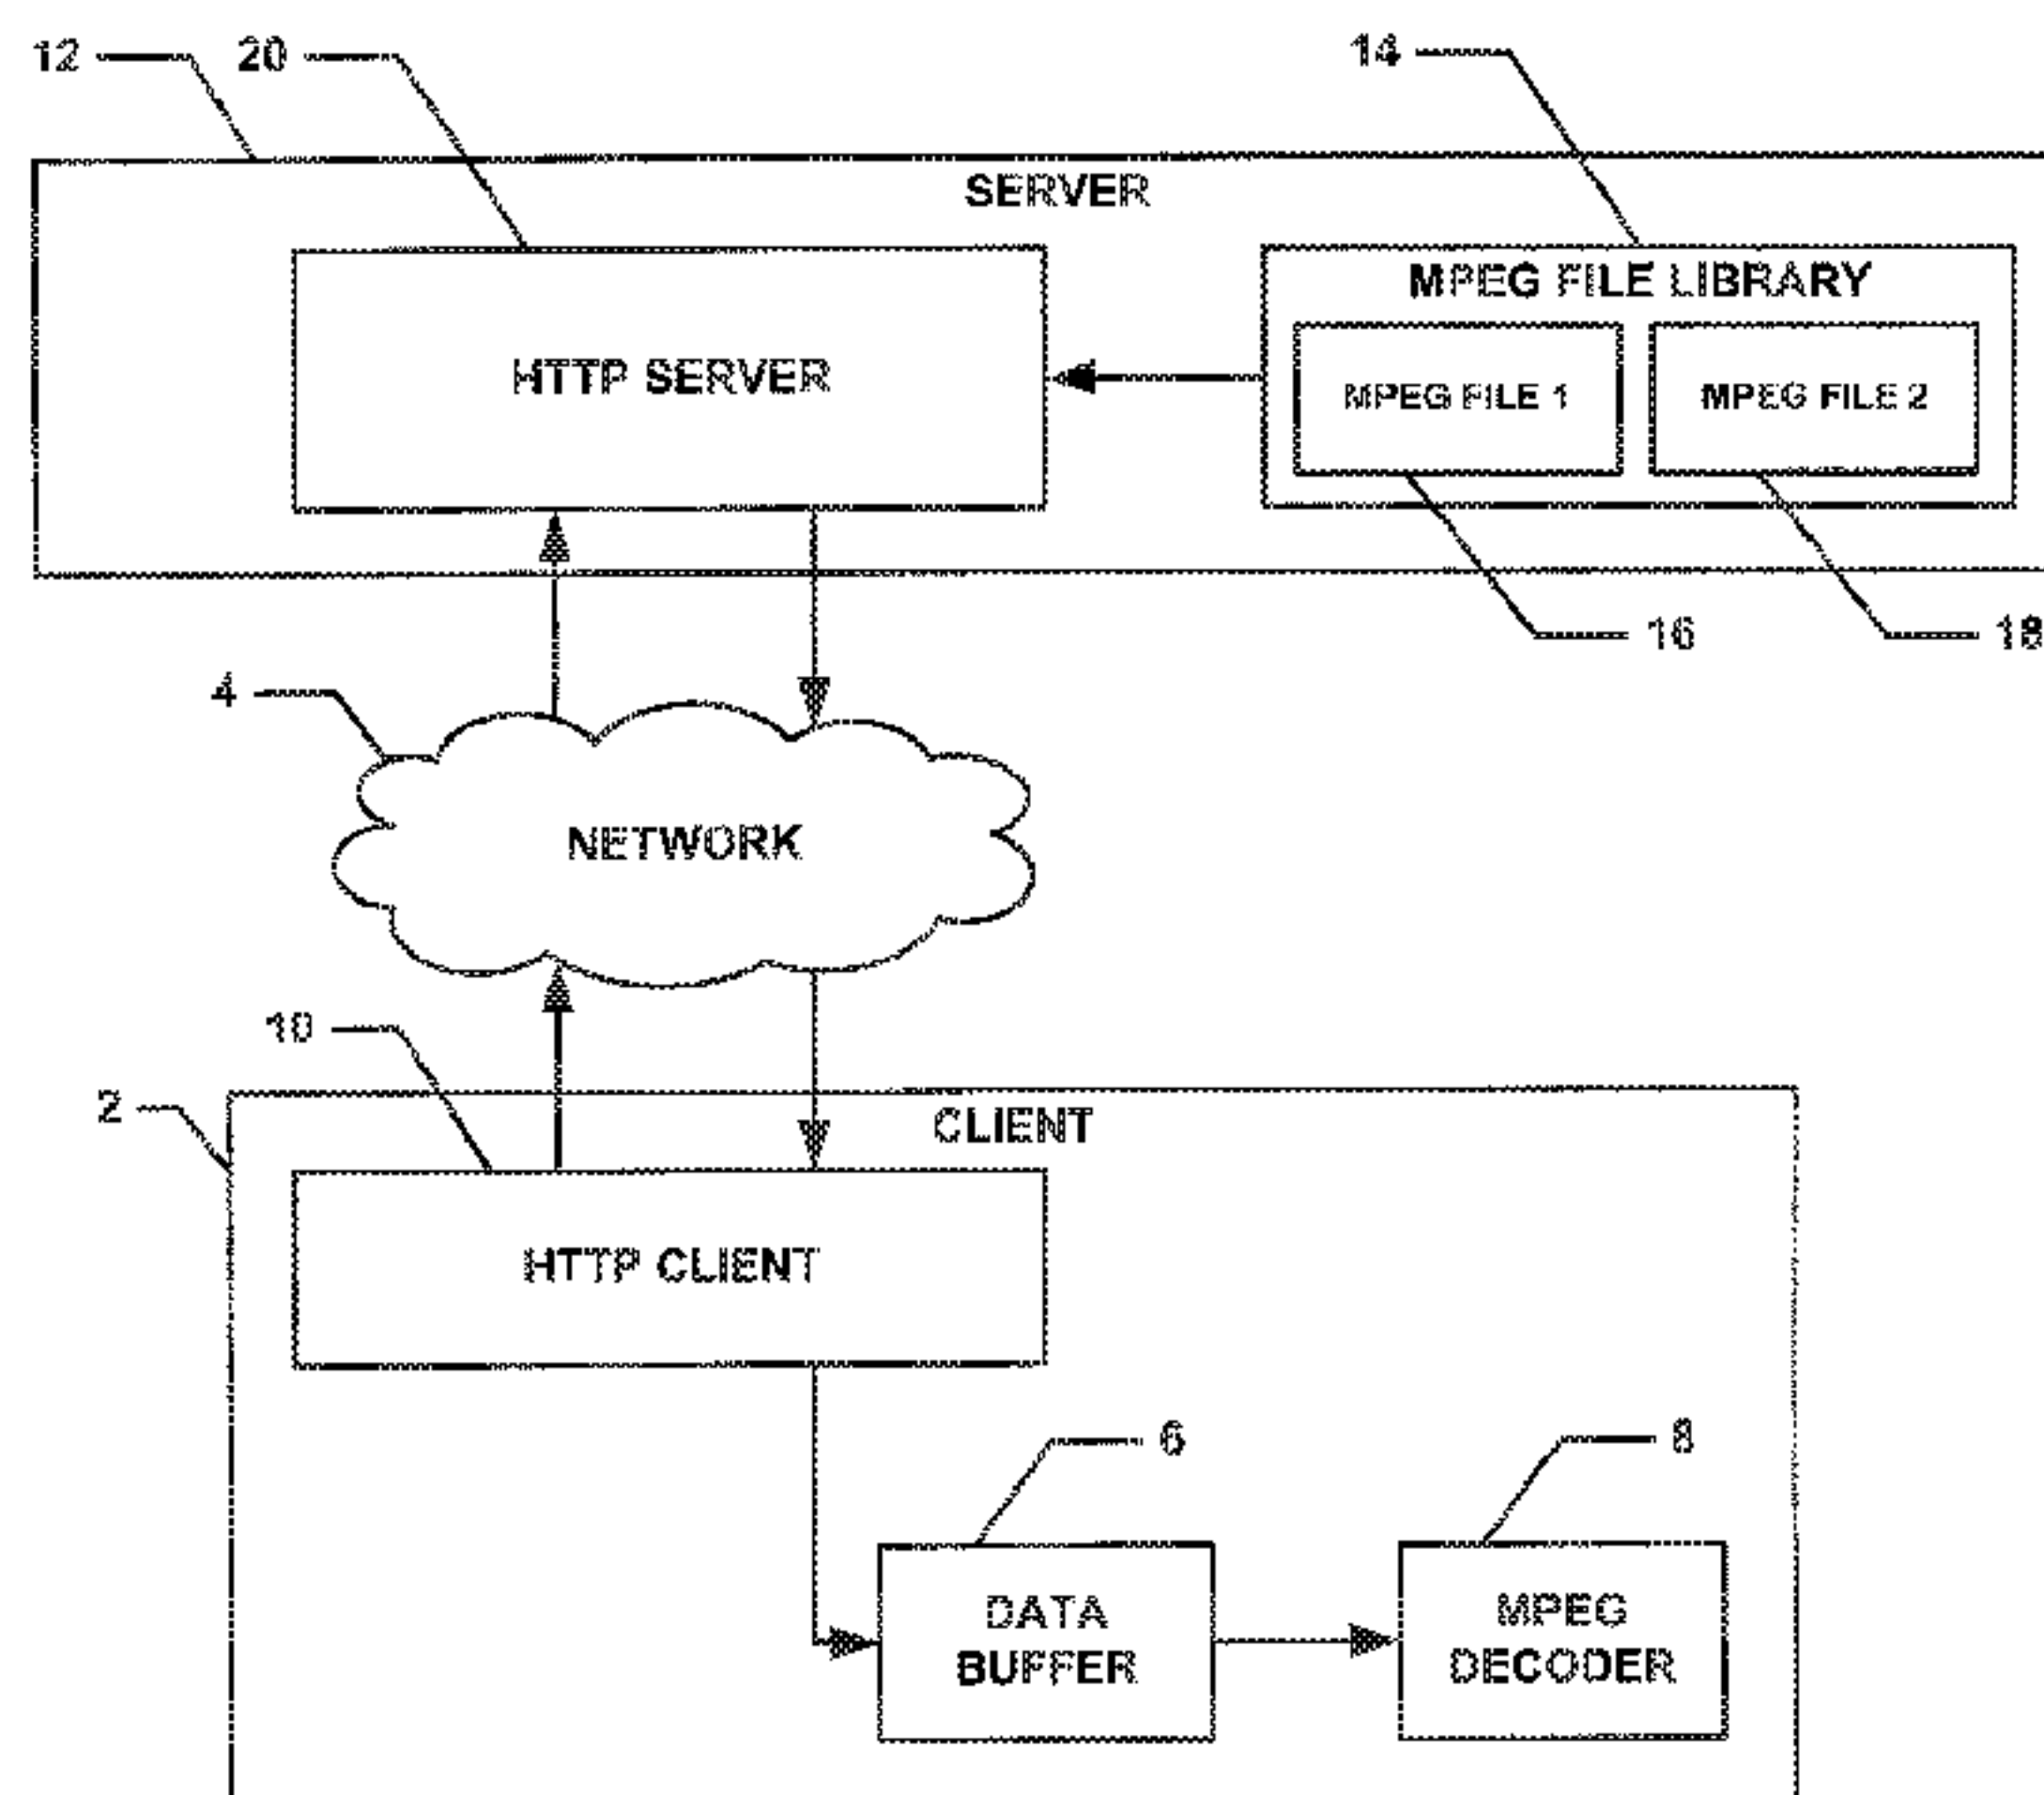 12
20
14
SERVER
MPEG FILE LIBRARY
HTTP SERVER
MPEG FILE 1
MPEG FILE 2
16
18
4
NETWORK
10
2
CLIENT
HTTP CLIENT
6
8
DATA
BUFFER
MPEG
DECODER